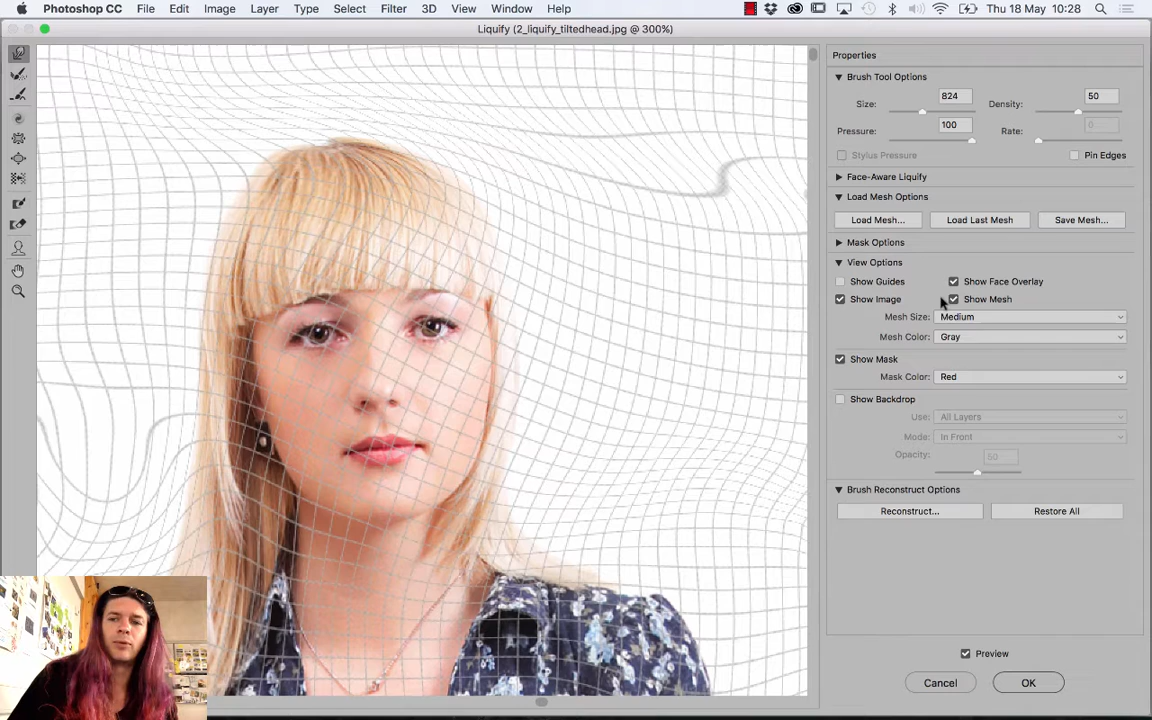 Photoshop CC File Edit Image Layer Type Select Filter 3D View Window Help Thu 18 May 10:28
Liquify (2_liquify_tiltedhead.jpg @ 300%)
Properties
Brush Tool Options
Size: 824 Density: 50
Pressure: 100 Rate: 0
Stylus Pressure Pin Edges
Face-Aware Liquify
Load Mesh Options
Load Mesh... Load Last Mesh Save Mesh...
Mask Options
View Options
Show Guides Show Face Overlay
Show Image Show Mesh
Mesh Size: Medium
Mesh Color: Gray
Show Mask
Mask Color: Red
Show Backdrop
Use: All Layers
Mode: In Front
Opacity: 50
Brush Reconstruct Options
Reconstruct... Restore All
Preview
Cancel OK